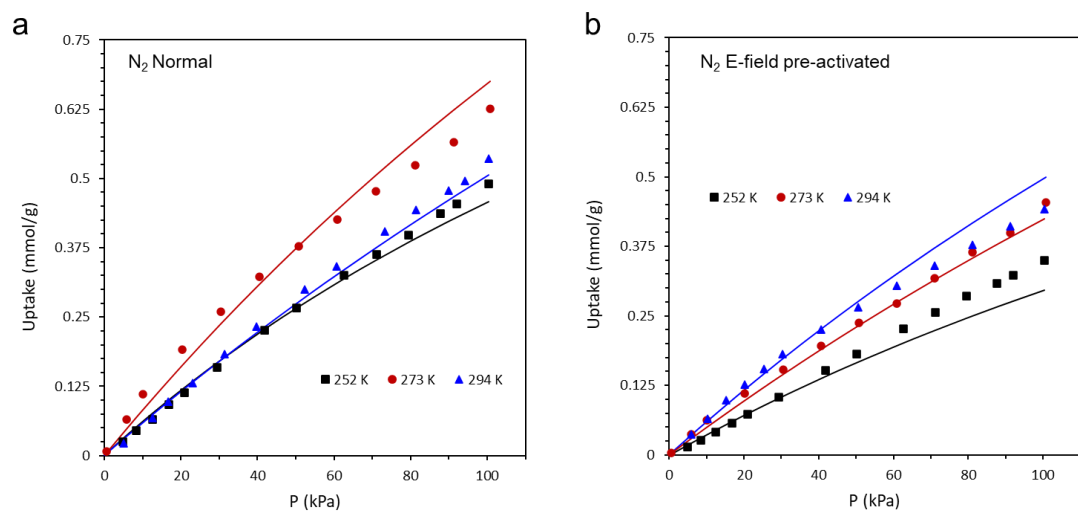 a
N₂ Normal
0.75
0.625
0.5
0.375
0.25
0.125
0
Uptake (mmol/g)
252 K 273 K 294 K
0 20 40 60 80 100
P (kPa)
b
N₂ E-field pre-activated
0.75
0.625
0.5
0.375
0.25
0.125
0
Uptake (mmol/g)
252 K 273 K 294 K
0 20 40 60 80 100
P (kPa)